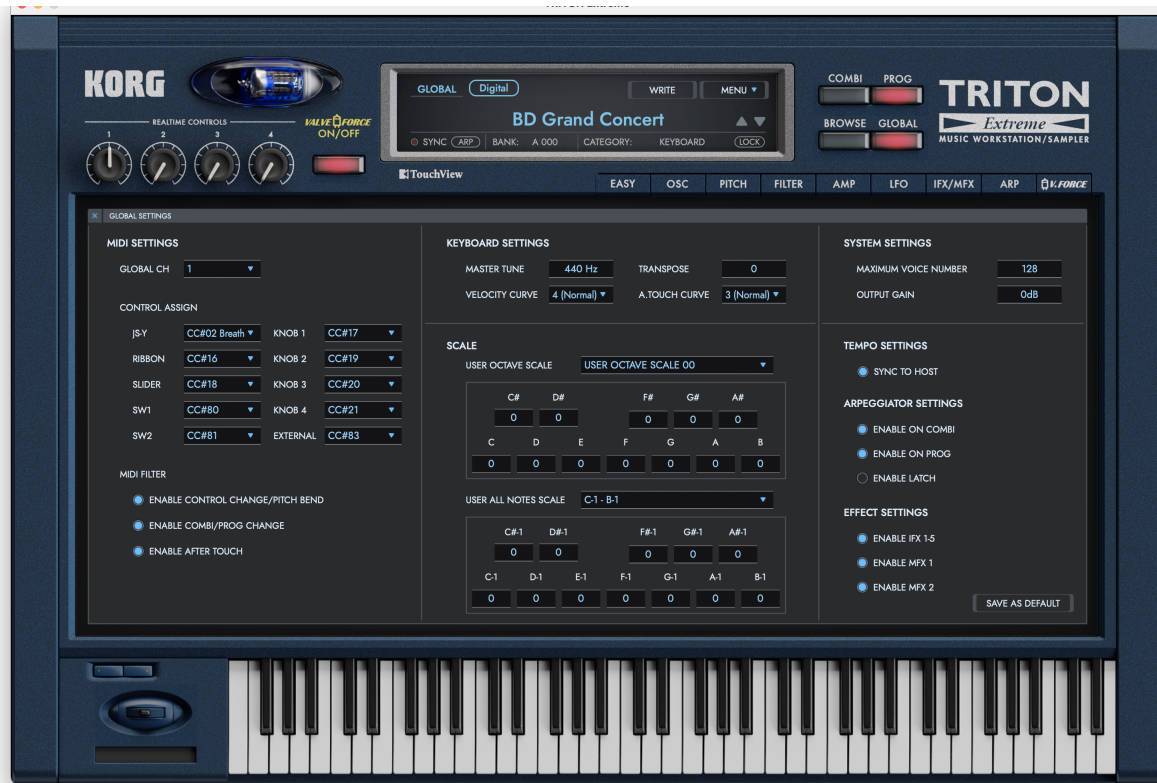 KORG
REALTIME CONTROLS
1 2 3 4
VALVE FORCE
ON/OFF
GLOBAL Digital WRITE MENU
BD Grand Concert
SYNC ARP BANK: A 000 CATEGORY: KEYBOARD LOCK
TouchView
COMBI PROG
BROWSE GLOBAL
TRITON
Extreme
MUSIC WORKSTATION/SAMPLER
EASY OSC PITCH FILTER AMP LFO IFX/MFX ARP V.FORCE
GLOBAL SETTINGS
MIDI SETTINGS
GLOBAL CH 1
CONTROL ASSIGN
JS-Y CC#02 Breath KNOB 1 CC#17
RIBBON CC#16 KNOB 2 CC#19
SLIDER CC#18 KNOB 3 CC#20
SW1 CC#80 KNOB 4 CC#21
SW2 CC#81 EXTERNAL CC#83
MIDI FILTER
ENABLE CONTROL CHANGE/PITCH BEND
ENABLE COMBI/PROG CHANGE
ENABLE AFTER TOUCH
KEYBOARD SETTINGS
MASTER TUNE 440 Hz TRANSPOSE 0
VELOCITY CURVE 4 (Normal) A.TOUCH CURVE 3 (Normal)
SCALE
USER OCTAVE SCALE USER OCTAVE SCALE 00
C# D# F# G# A#
0 0 0 0 0
C D E F G A B
0 0 0 0 0 0 0
USER ALL NOTES SCALE C-1 - B-1
C#-1 D#-1 F#-1 G#-1 A#-1
0 0 0 0 0
C-1 D-1 E-1 F-1 G-1 A-1 B-1
0 0 0 0 0 0 0
SYSTEM SETTINGS
MAXIMUM VOICE NUMBER 128
OUTPUT GAIN 0dB
TEMPO SETTINGS
SYNC TO HOST
ARPEGGIATOR SETTINGS
ENABLE ON COMBI
ENABLE ON PROG
ENABLE LATCH
EFFECT SETTINGS
ENABLE IFX 1-5
ENABLE MFX 1
ENABLE MFX 2
SAVE AS DEFAULT